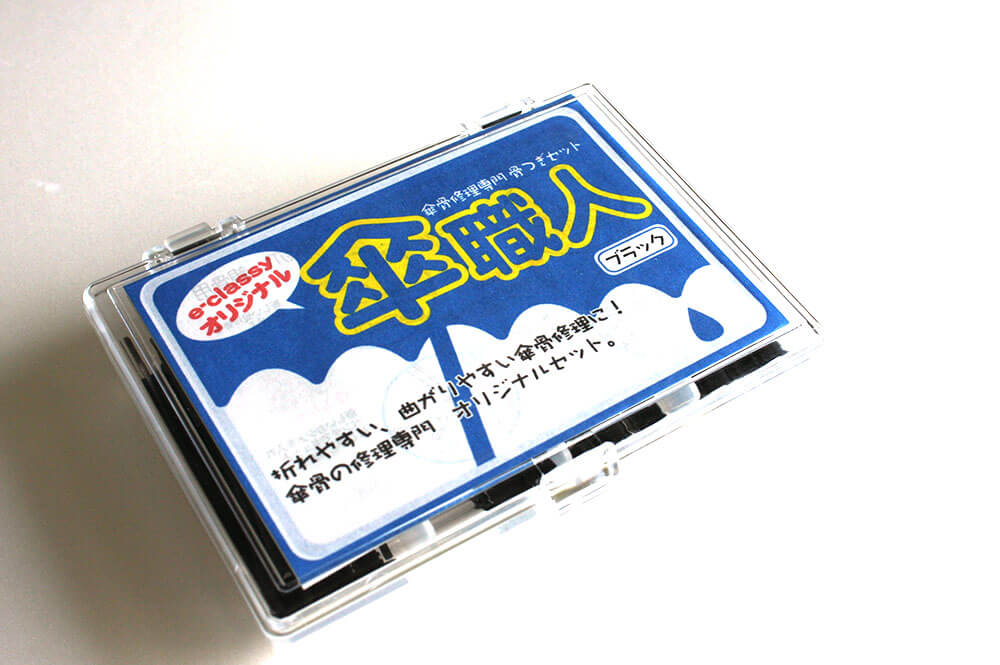 傘骨修理専門 骨つぎセット
傘職人
ブラック
e-classy
オリジナル
折れやすい、曲がりやすい傘骨修理に！
傘骨の修理専門 オリジナルセット。